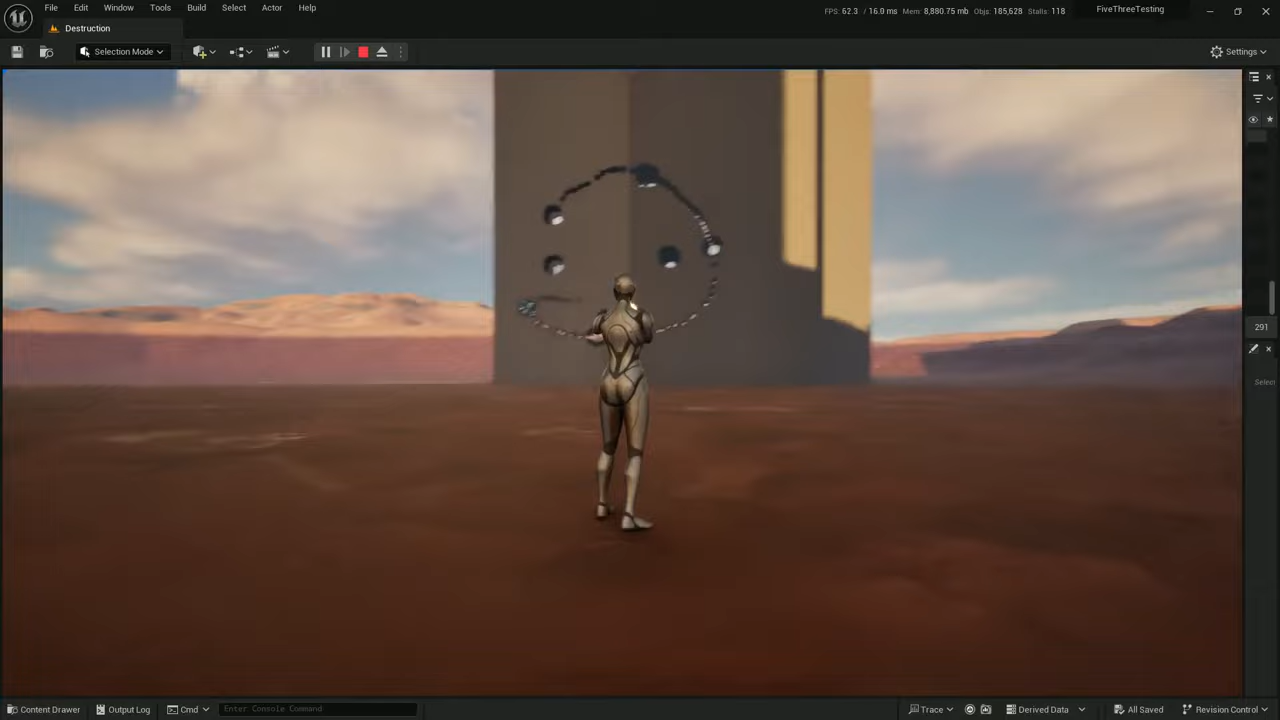 File Edit Window Tools Build Select Actor Help
FPS: 62.3 / 16.0 ms Mem: 8,880.75 mb Objs: 185,628 Stalls: 118
FiveThreeTesting
Destruction
Selection Mode
Settings
291
Selec
Content Drawer Output Log Cmd Enter Console Command
Trace Derived Data All Saved Revision Control